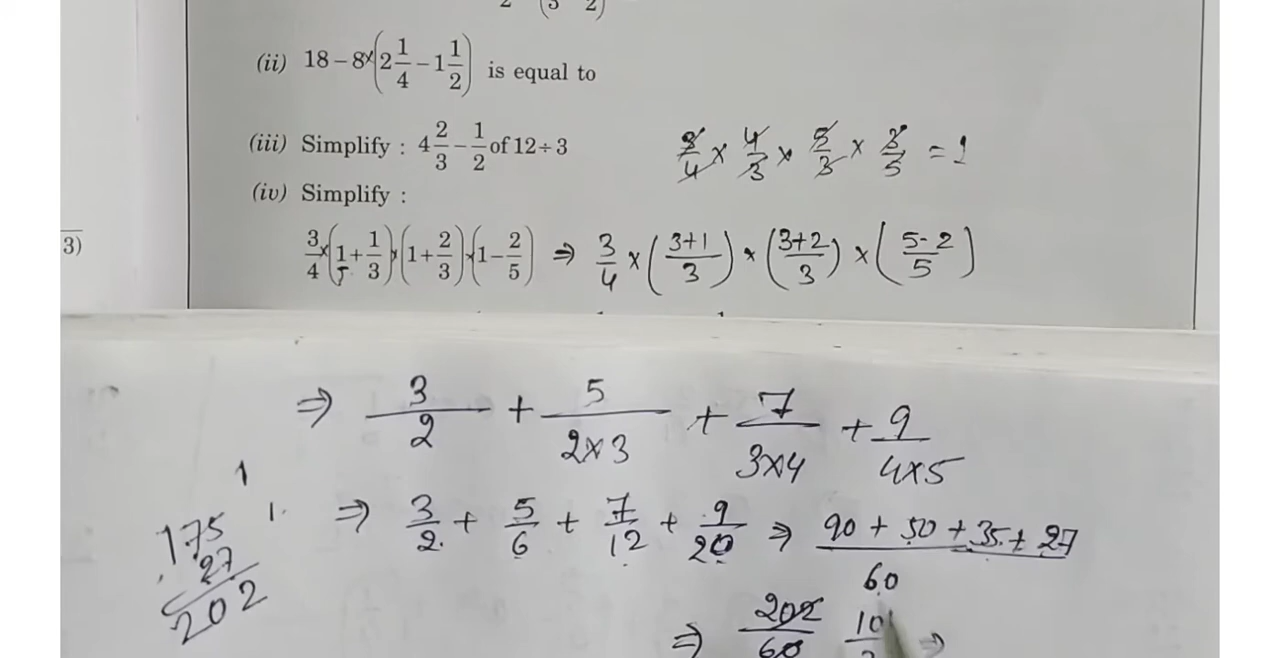 (ii) 18 – 8×(2 1/4 – 1 1/2) is equal to
(iii) Simplify : 4 2/3 – 1/2 of 12 ÷ 3
3/4 × 4/3 × 5/3 × 3/5 = 1
(iv) Simplify :
3)
3/4 × (1 + 1/3) × (1 + 2/3) × (1 – 2/5) ⇒ 3/4 × ((3+1)/3) × ((3+2)/3) × ((5-2)/5)
⇒ 3/2 + 5/(2×3) + 7/(3×4) + 9/(4×5)
1
1.
⇒ 3/2 + 5/6 + 7/12 + 9/20 ⇒ (90 + 50 + 35 + 27)/60
175
27
202
⇒ 202/60 ⇒